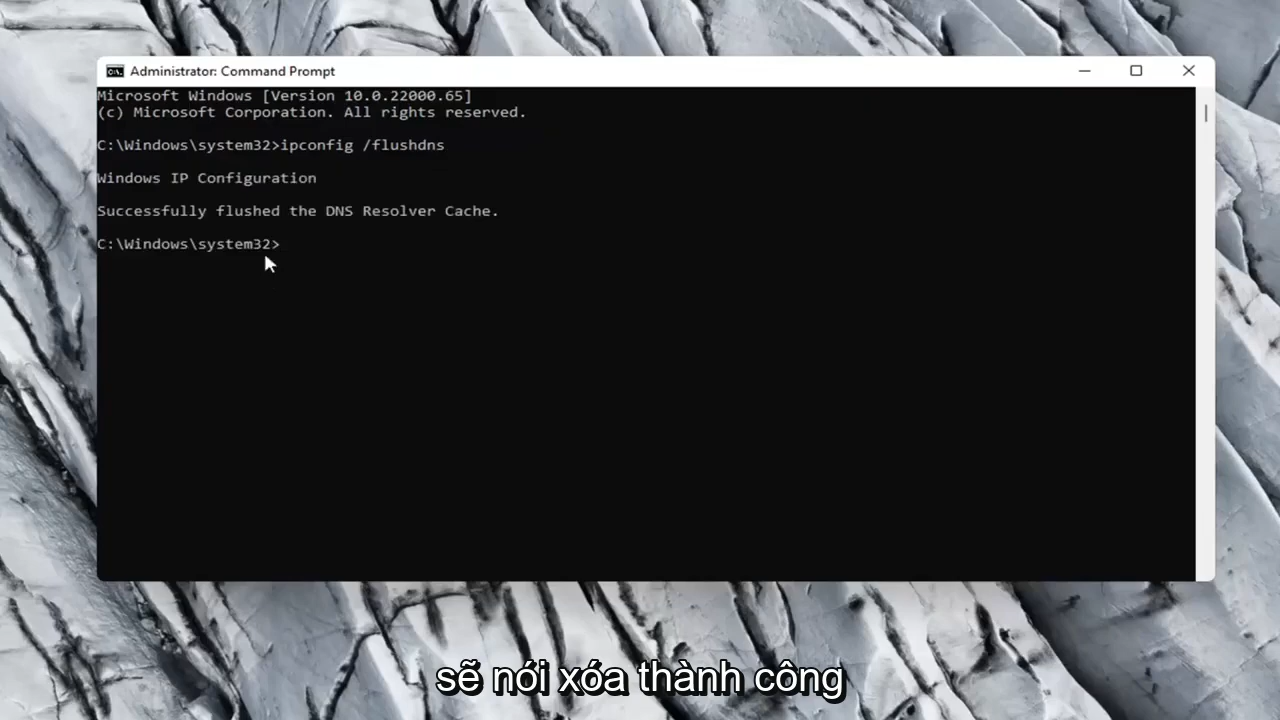 Administrator: Command Prompt
Microsoft Windows [Version 10.0.22000.65]
(c) Microsoft Corporation. All rights reserved.
C:\Windows\system32>ipconfig /flushdns
Windows IP Configuration
Successfully flushed the DNS Resolver Cache.
C:\Windows\system32>
sẽ nói xóa thành công